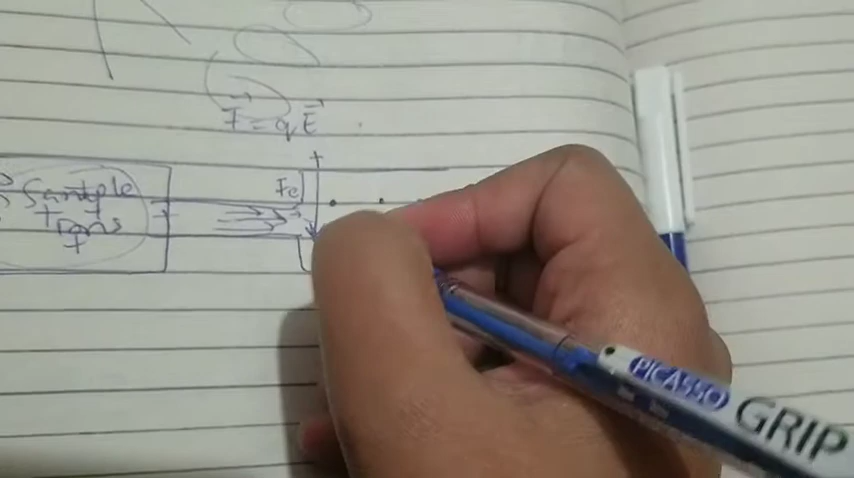 F = qE
+
Fe
Sample
+ +
Ions
+
+
PICASSO
GRIP